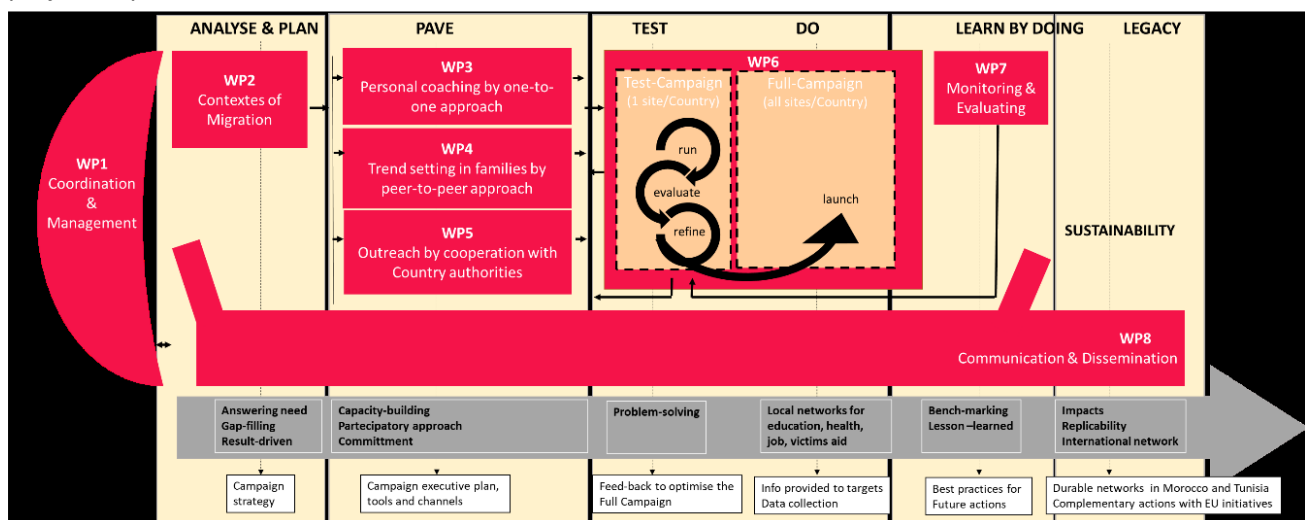 ANALYSE & PLAN
PAVE
TEST
DO
LEARN BY DOING
LEGACY
WP1
Coordination
&
Management
WP2
Contextes of
Migration
WP3
Personal coaching by one-to-
one approach
WP4
Trend setting in families by
peer-to-peer approach
WP5
Outreach by cooperation with
Country authorities
WP6
Test-Campaign
(1 site/Country)
run
evaluate
refine
Full-Campaign
(all sites/Country)
launch
WP7
Monitoring &
Evaluating
SUSTAINABILITY
WP8
Communication & Dissemination
Answering need
Gap-filling
Result-driven
Capacity-building
Partecipatory approach
Committment
Problem-solving
Local networks for
education, health,
job, victims aid
Bench-marking
Lesson –learned
Impacts
Replicability
International network
Campaign
strategy
Campaign executive plan,
tools and channels
Feed-back to optimise the
Full Campaign
Info provided to targets
Data collection
Best practices for
Future actions
Durable networks in Morocco and Tunisia
Complementary actions with EU initiatives